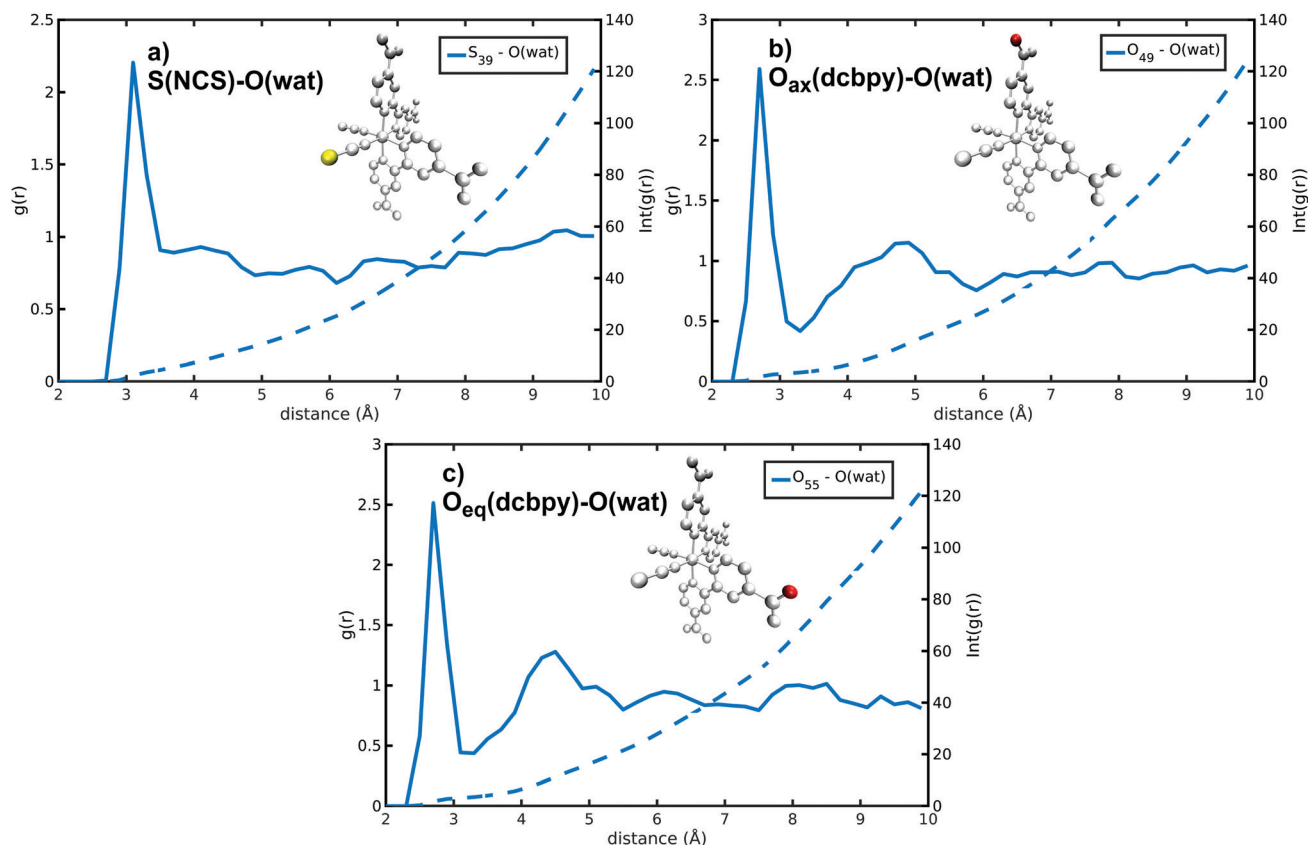 a)
S(NCS)-O(wat)
S39 - O(wat)
2.5
2
1.5
1
0.5
0
g(r)
140
120
100
80
60
40
20
0
Int(g(r))
2 3 4 5 6 7 8 9 10
distance (Å)
b)
Oax(dcbpy)-O(wat)
O49 - O(wat)
3
2.5
2
1.5
1
0.5
0
g(r)
140
120
100
80
60
40
20
0
Int(g(r))
2 3 4 5 6 7 8 9 10
distance (Å)
c)
Oeq(dcbpy)-O(wat)
O55 - O(wat)
3
2.5
2
1.5
1
0.5
0
g(r)
140
120
100
80
60
40
20
0
Int(g(r))
2 3 4 5 6 7 8 9 10
distance (Å)